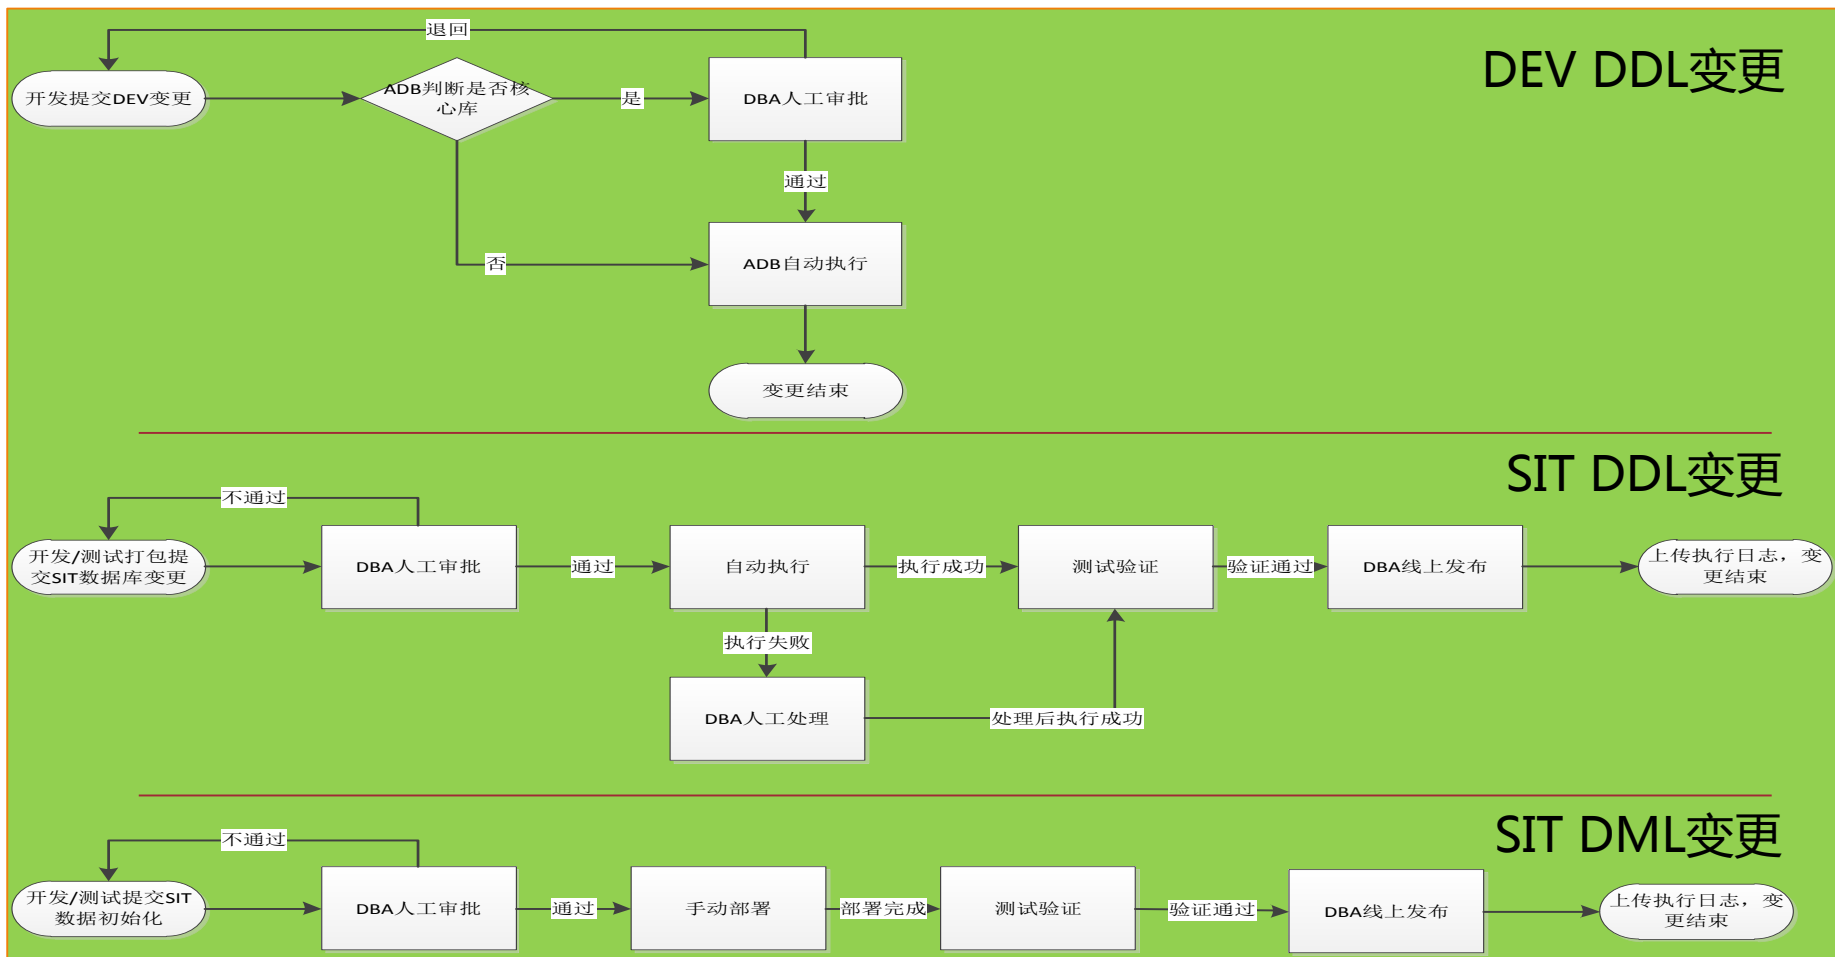 退回
DEV DDL变更
开发提交DEV变更
ADB判断是否核
心库
是
DBA人工审批
通过
否
ADB自动执行
变更结束
SIT DDL变更
不通过
开发/测试打包提
交SIT数据库变更
DBA人工审批
通过
自动执行
执行成功
测试验证
验证通过
DBA线上发布
上传执行日志，变
更结束
执行失败
DBA人工处理
处理后执行成功
SIT DML变更
不通过
开发/测试提交SIT
数据初始化
DBA人工审批
通过
手动部署
部署完成
测试验证
验证通过
DBA线上发布
上传执行日志，变
更结束